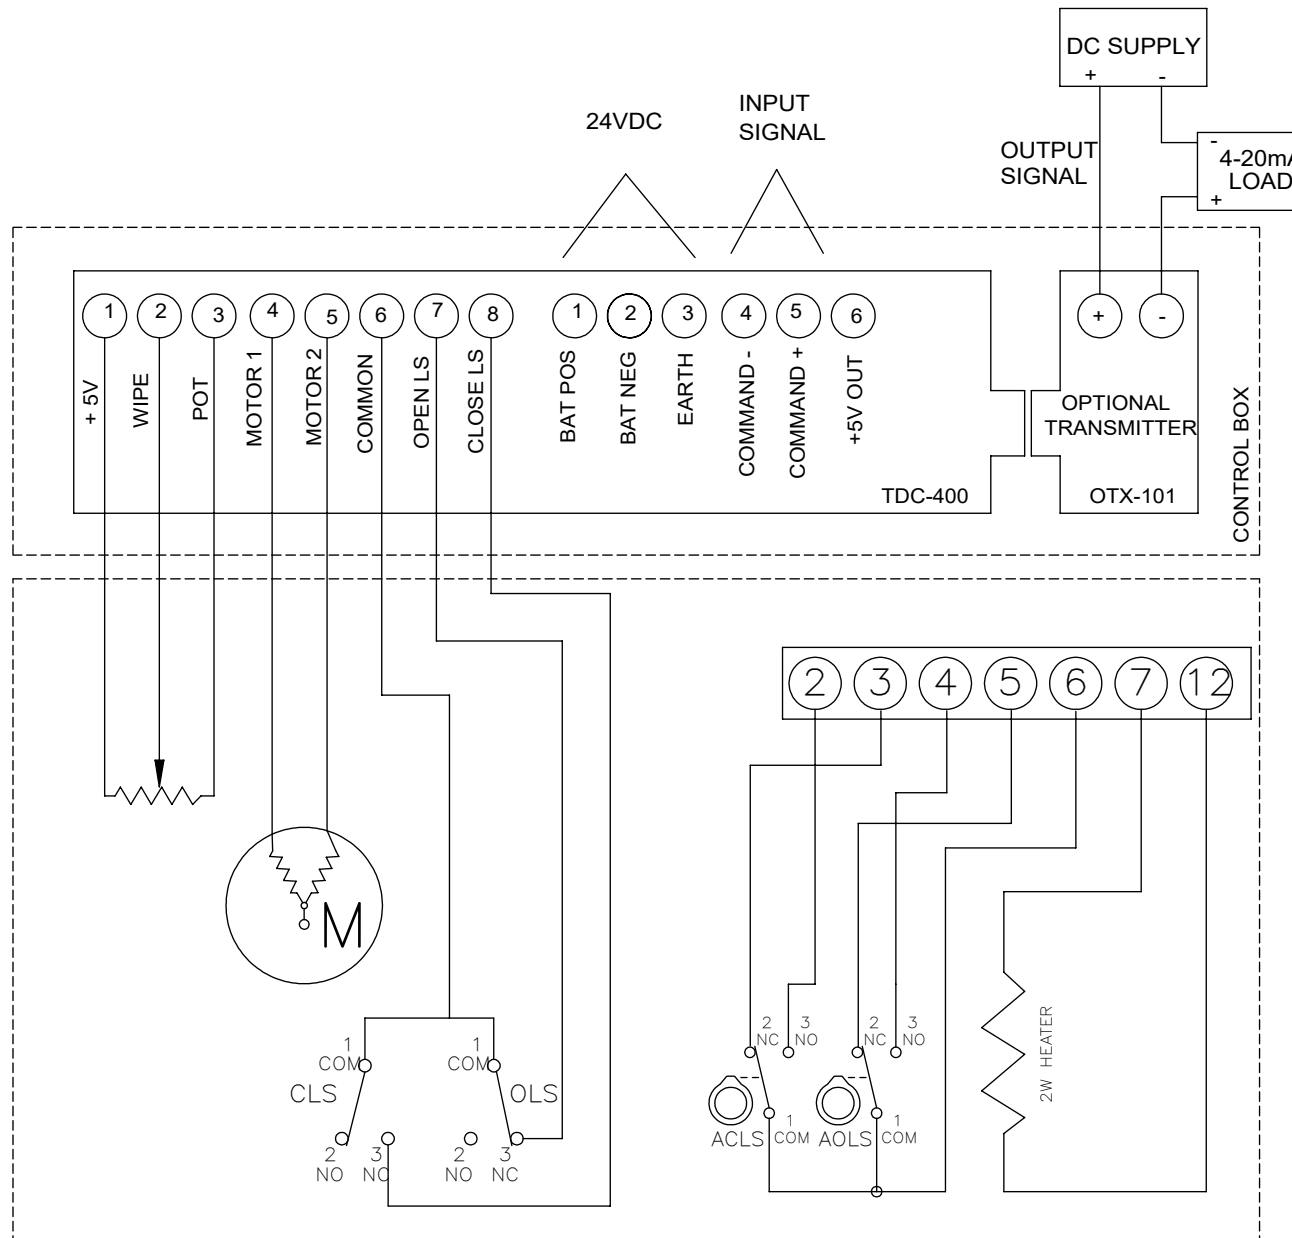 DC SUPPLY
+ -
24VDC
INPUT
SIGNAL
OUTPUT
SIGNAL
-
4-20mA
LOAD
+
1 2 3 4 5 6 7 8 1 2 3 4 5 6 + -
+ 5V
WIPE
POT
MOTOR 1
MOTOR 2
COMMON
OPEN LS
CLOSE LS
BAT POS
BAT NEG
EARTH
COMMAND -
COMMAND +
+5V OUT
OPTIONAL
TRANSMITTER
TDC-400
OTX-101
CONTROL BOX
2 3 4 5 6 7 12
M
1
COM
CLS
2
NO
3
NC
1
COM
OLS
2
NO
3
NC
2
NC
3
NO
ACLS
1
COM
2
NC
3
NO
AOLS
1
COM
2W HEATER